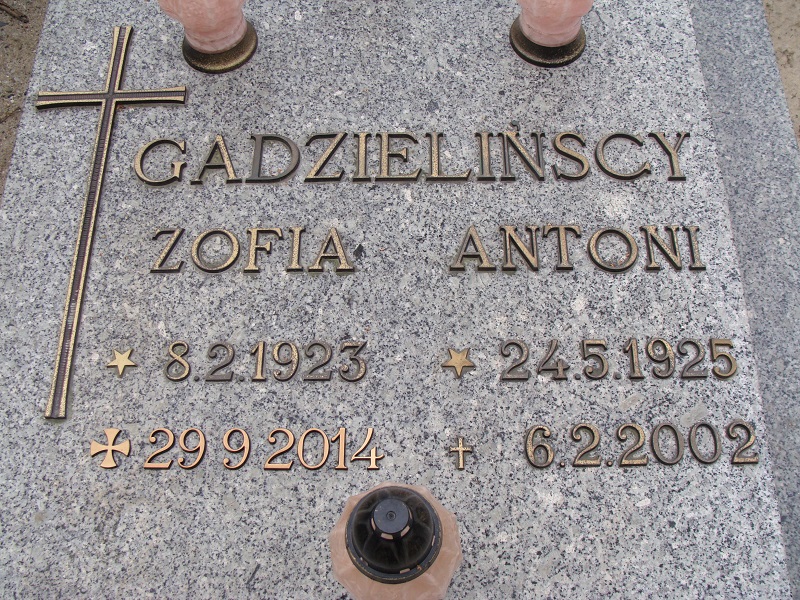 GADZIELIŃSCY
ZOFIA ANTONI
8.2.1923 24.5.1925
29 9.2014 6.2.2002